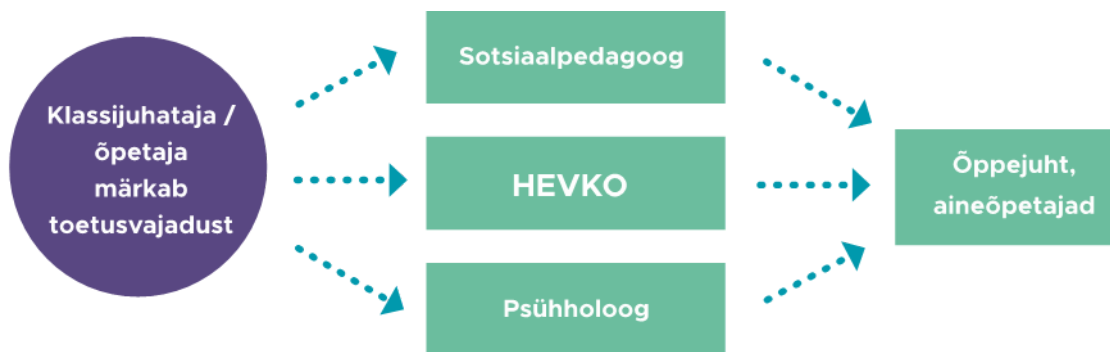 Klassijuhataja /
õpetaja
märkab
toetusvajadust
Sotsiaalpedagoog
HEVKO
Psühholoog
Õppejuht,
aineõpetajad